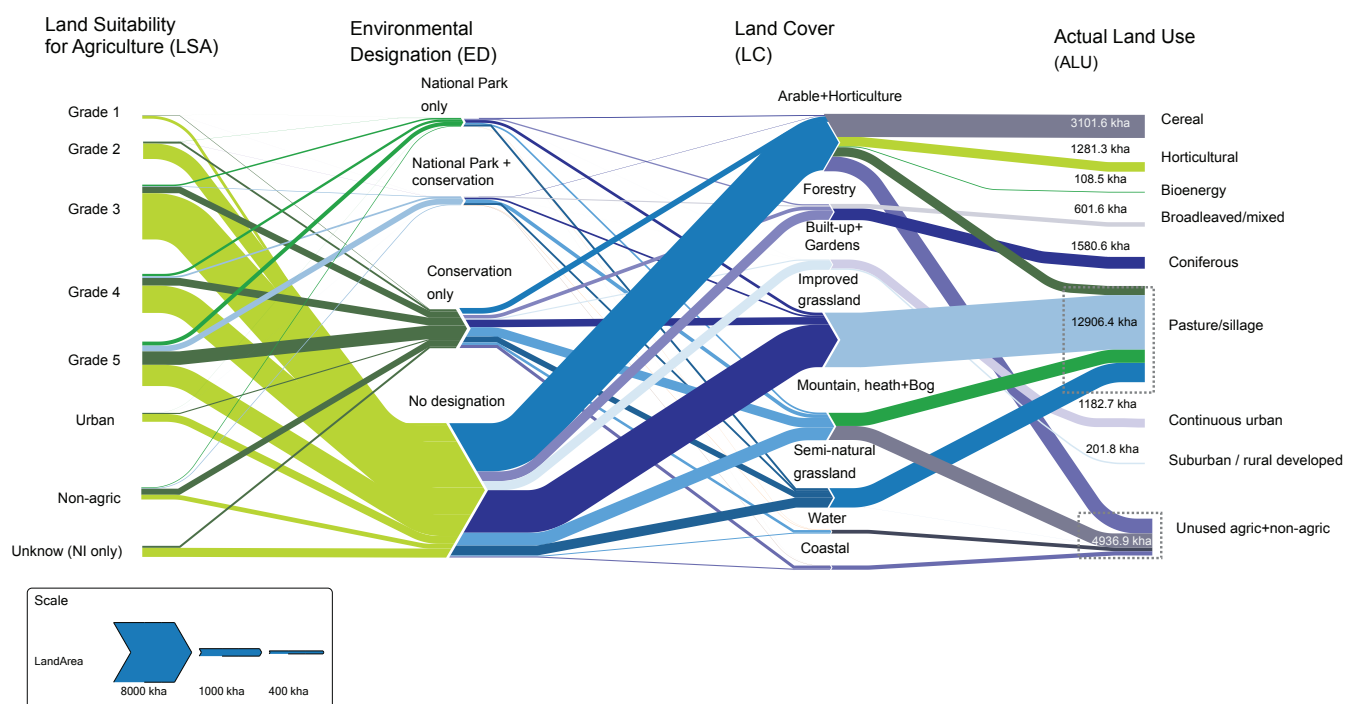 Land Suitability
for Agriculture (LSA)
Environmental
Designation (ED)
Land Cover
(LC)
Actual Land Use
(ALU)
Grade 1
Grade 2
Grade 3
Grade 4
Grade 5
Urban
Non-agric
Unknow (NI only)
National Park
only
National Park +
conservation
Conservation
only
No designation
Arable+Horticulture
Forestry
Built-up+
Gardens
Improved
grassland
Mountain, heath+Bog
Semi-natural
grassland
Water
Coastal
3101.6 kha
Cereal
1281.3 kha
Horticultural
108.5 kha
Bioenergy
601.6 kha
Broadleaved/mixed
1580.6 kha
Coniferous
12906.4 kha
Pasture/sillage
1182.7 kha
Continuous urban
201.8 kha
Suburban / rural developed
4936.9 kha
Unused agric+non-agric
Scale
LandArea
8000 kha
1000 kha
400 kha